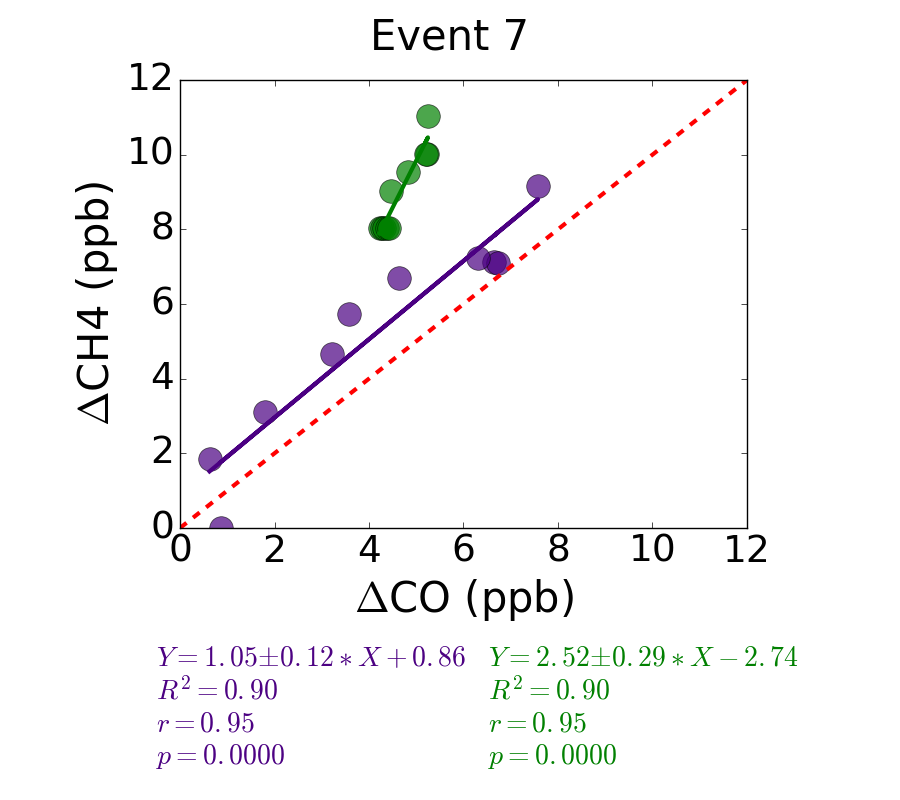 Event 7
12
10
8
6
4
2
0
0 2 4 6 8 10 12
ΔCH4 (ppb)
ΔCO (ppb)
Y=1.05±0.12∗X+0.86
R²=0.90
r=0.95
p=0.0000
Y=2.52±0.29∗X−2.74
R²=0.90
r=0.95
p=0.0000